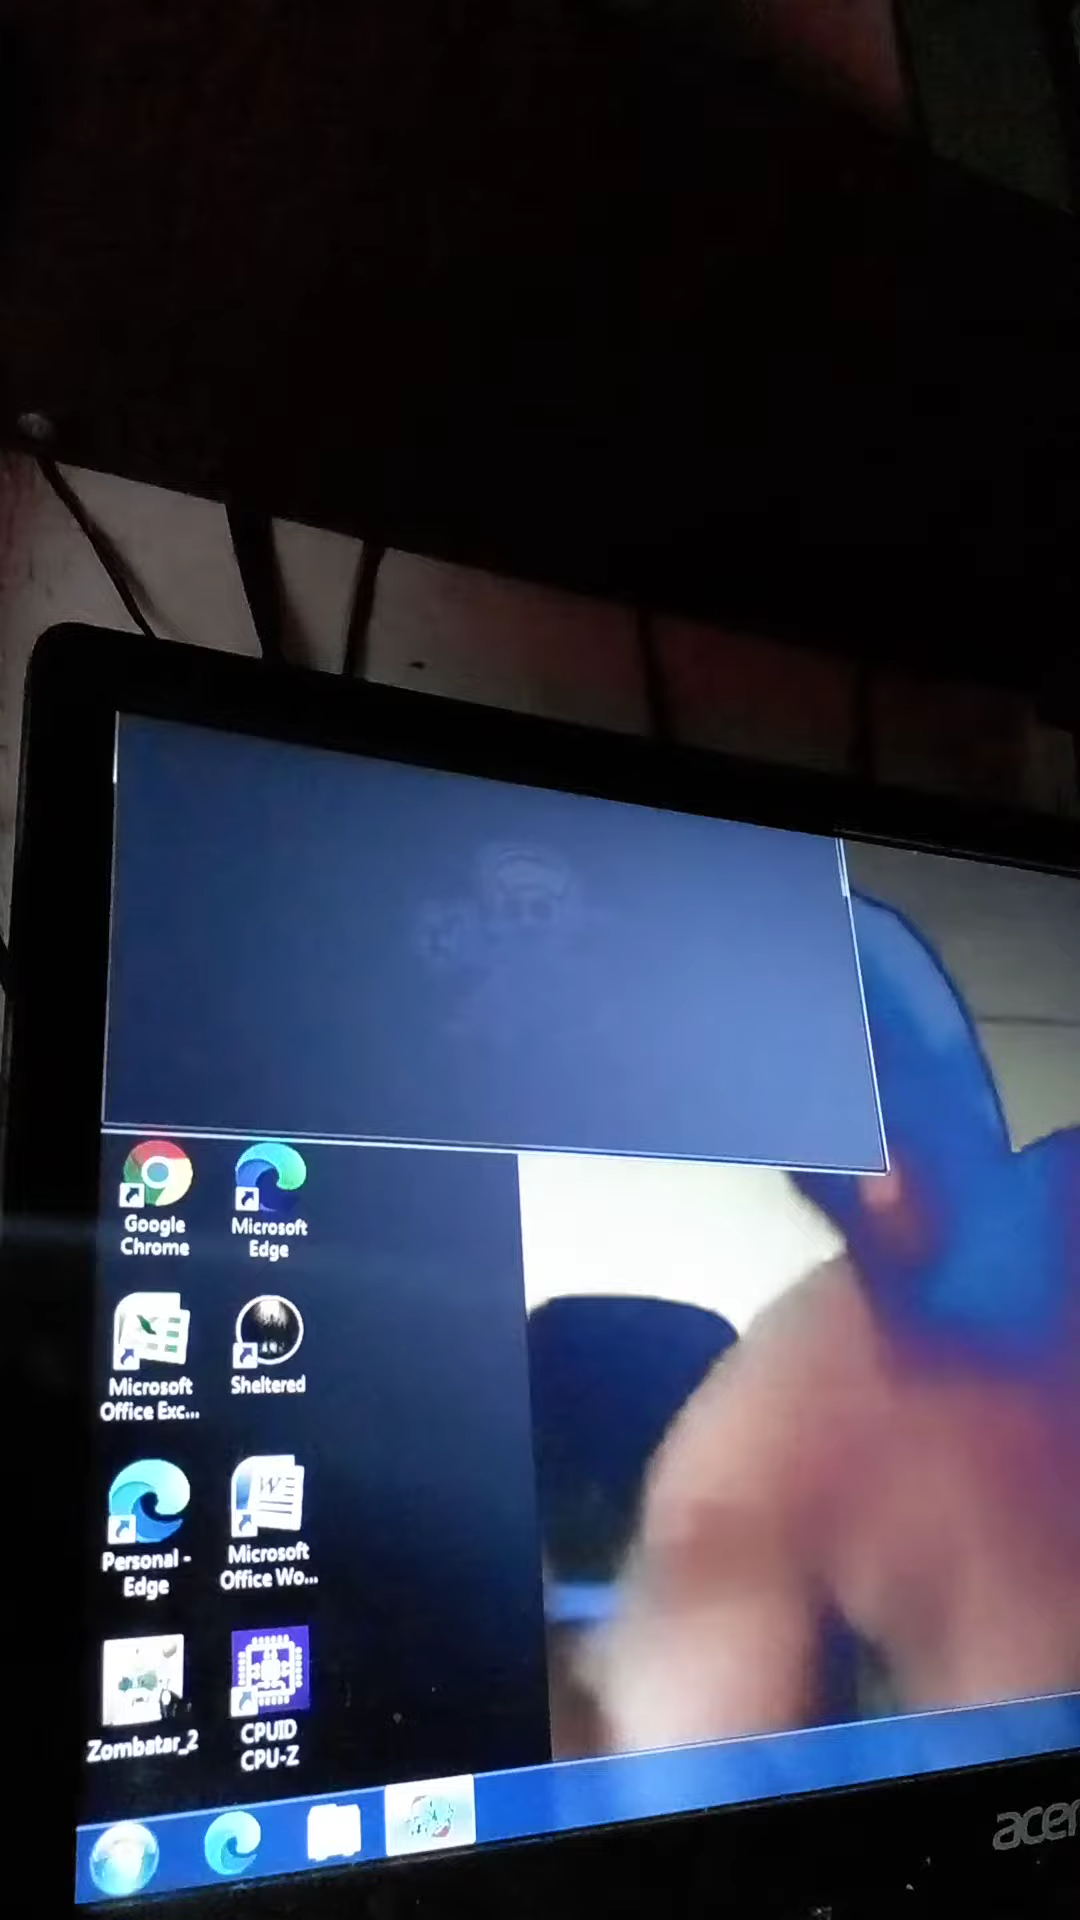 Google
Chrome
Microsoft
Edge
Microsoft
Office Exc...
Sheltered
Personal -
Edge
Microsoft
Office Wo...
Zombatar_2
CPUID
CPU-Z
acer